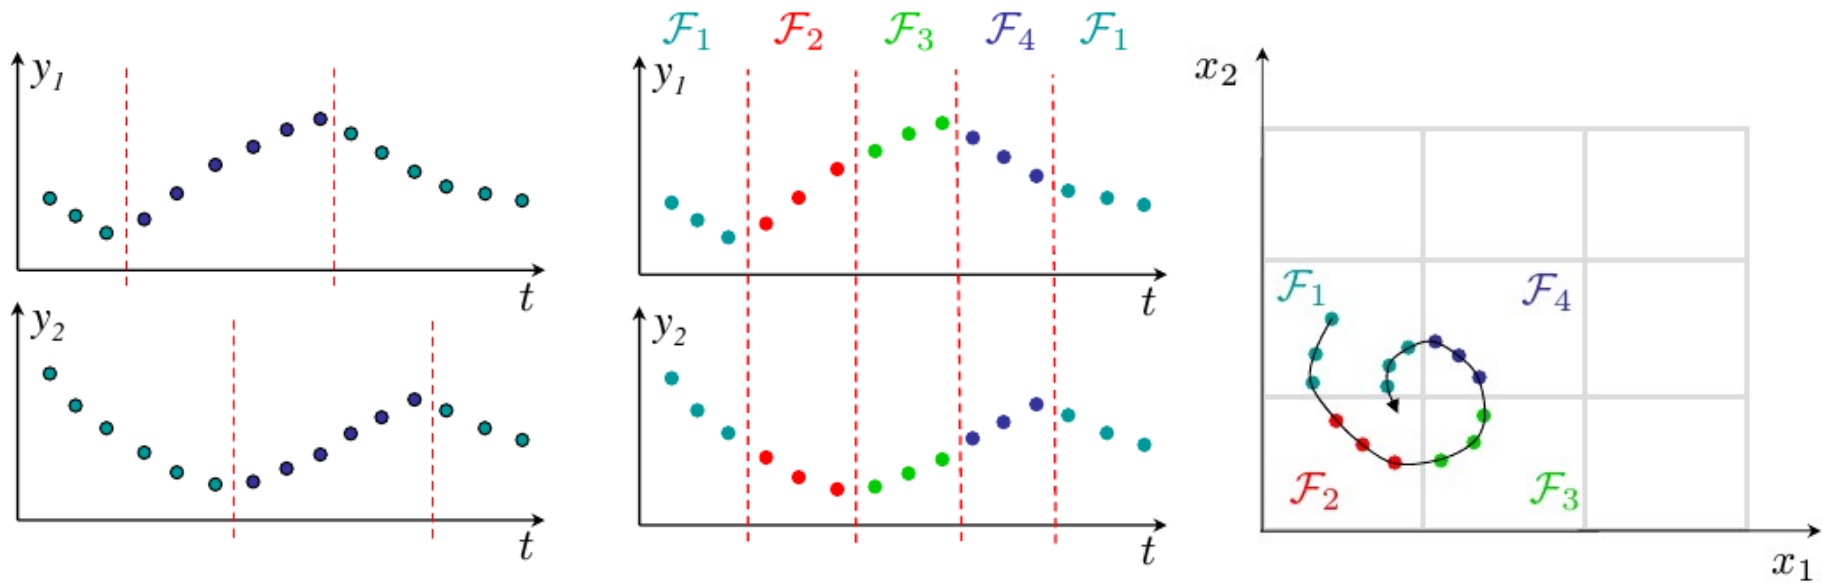 y₁
t
y₂
t
ℱ₁ ℱ₂ ℱ₃ ℱ₄ ℱ₁
y₁
t
y₂
t
x₂
ℱ₁ ℱ₄
ℱ₂ ℱ₃
x₁